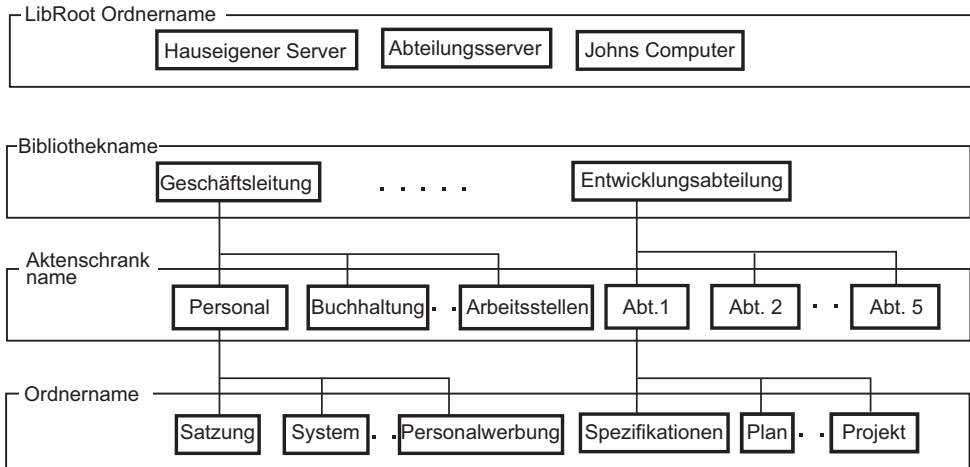 LibRoot Ordnername
Hauseigener Server Abteilungsserver Johns Computer
Bibliothekname
Geschäftsleitung . . . . . Entwicklungsabteilung
Aktenschrank
name
Personal Buchhaltung . . Arbeitsstellen Abt.1 Abt. 2 . . Abt. 5
Ordnername
Satzung System . . Personalwerbung Spezifikationen Plan . . Projekt